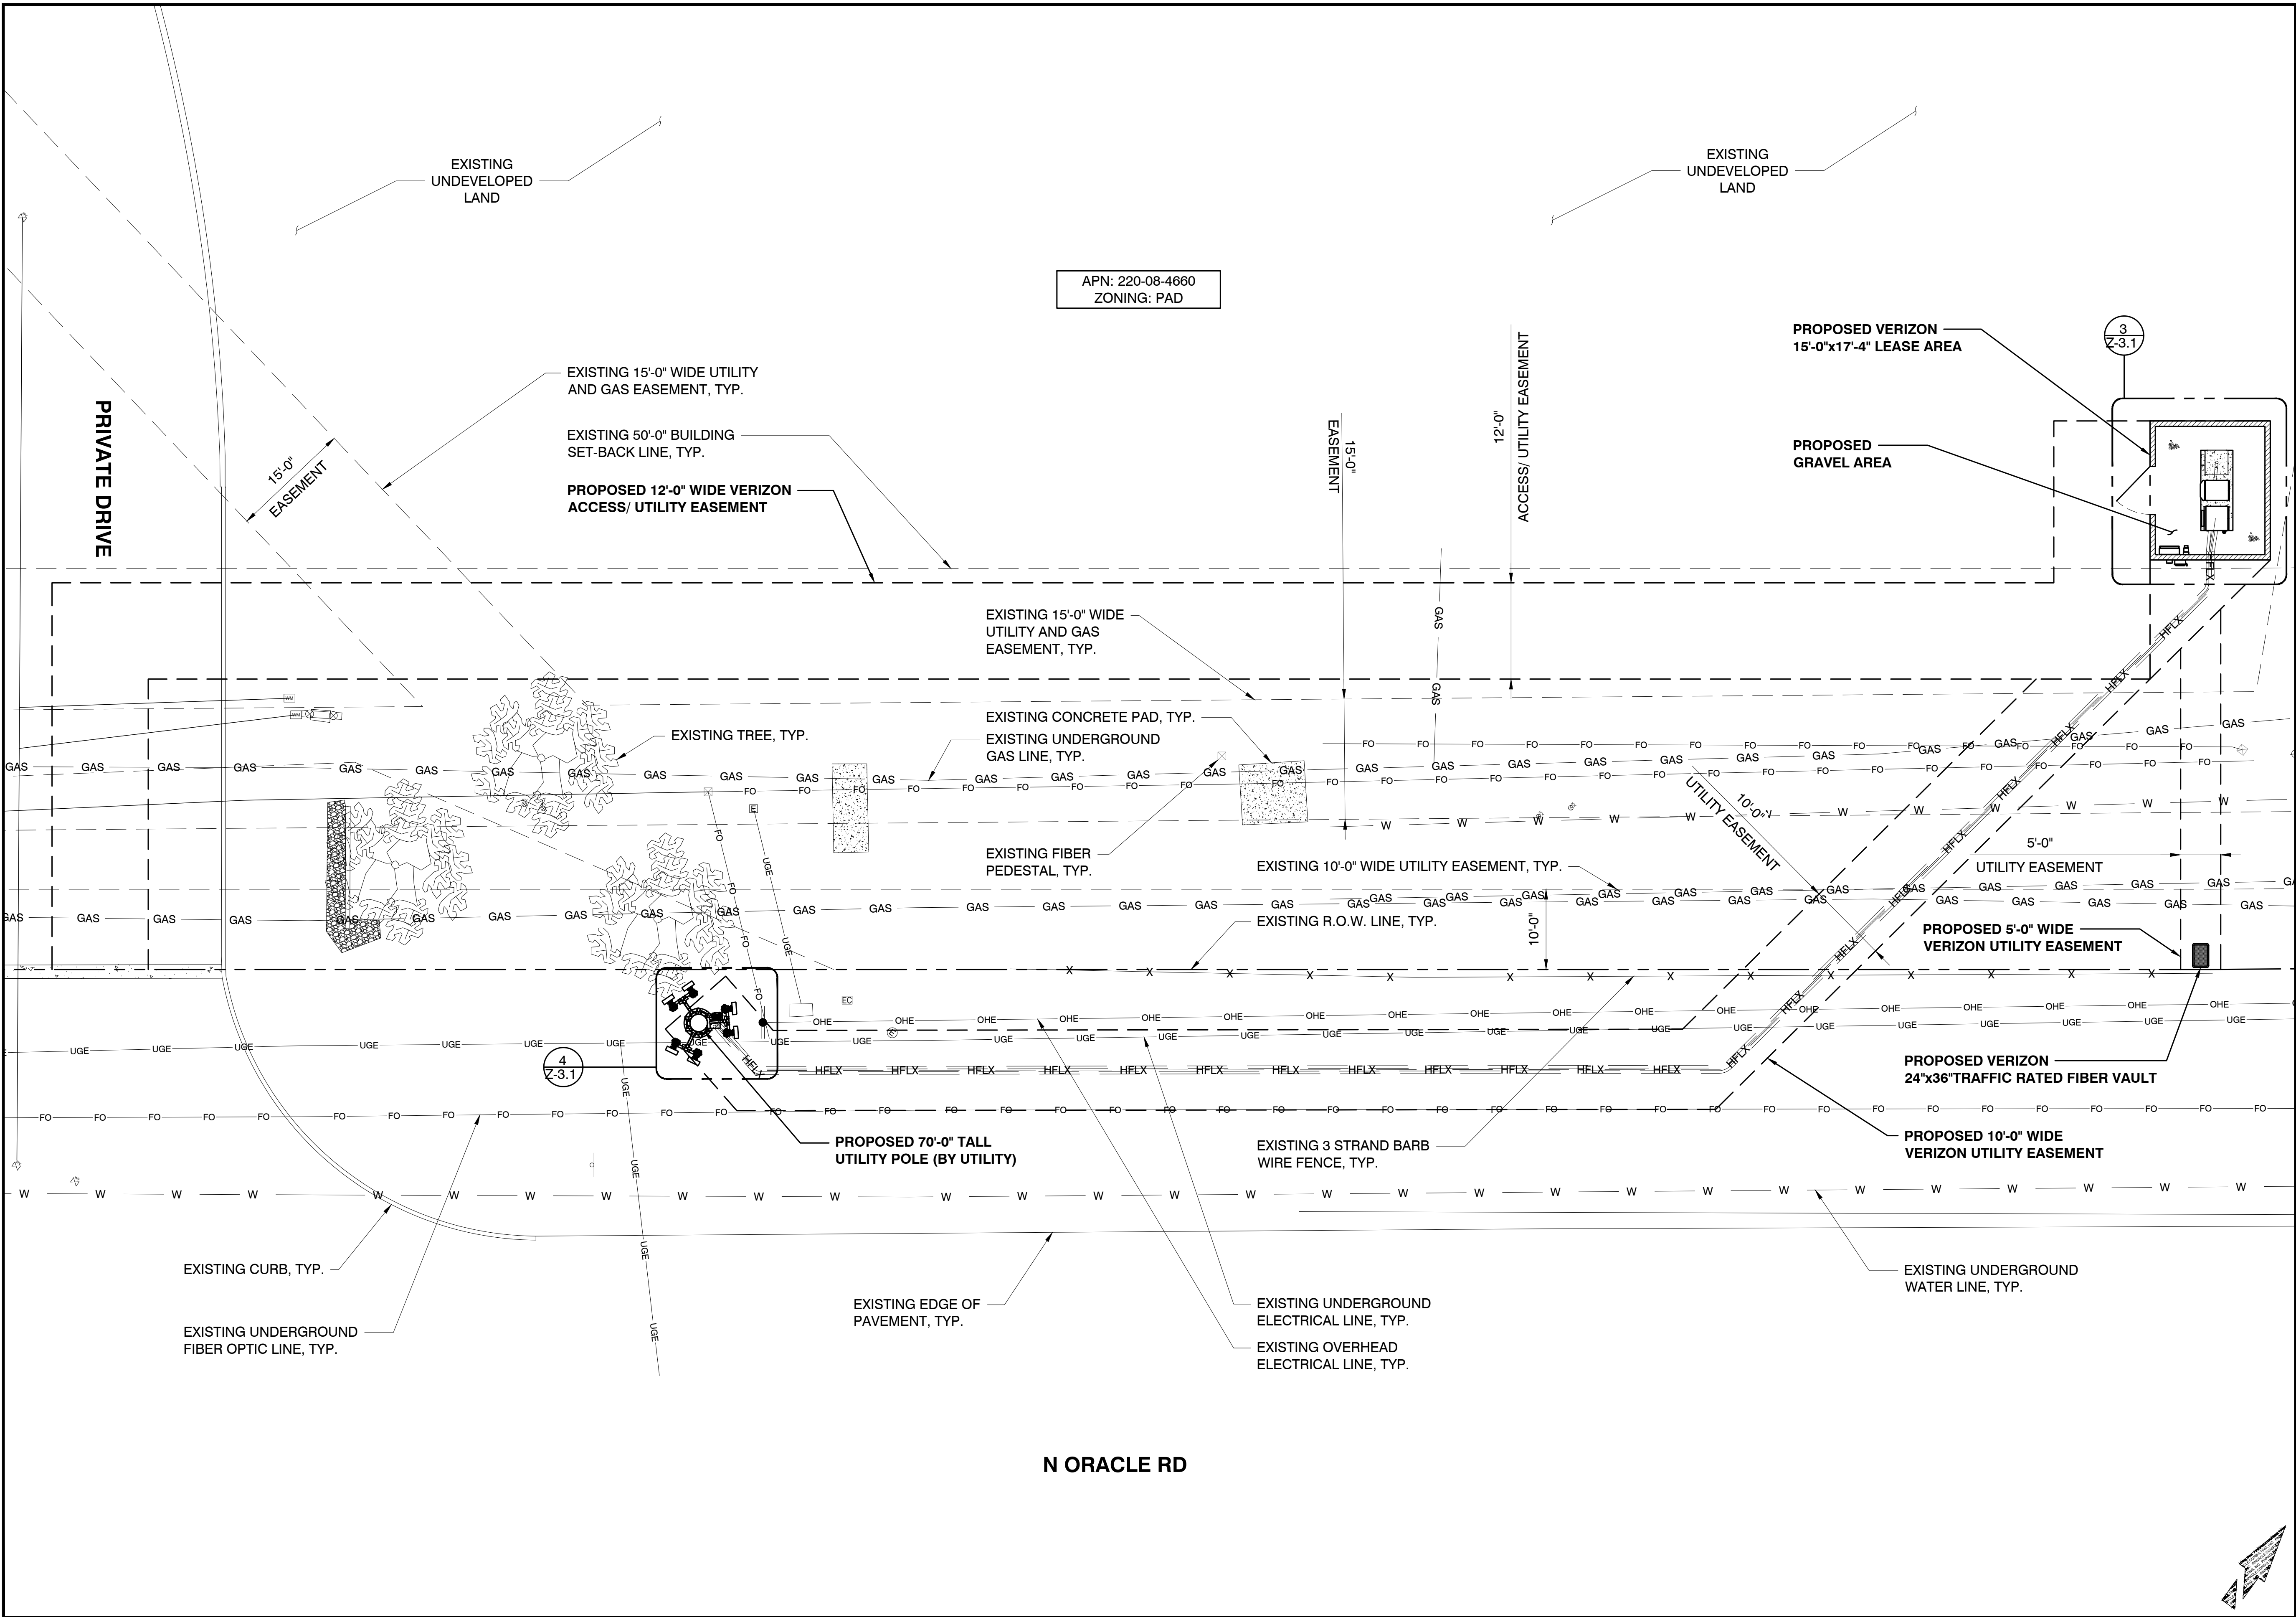 EXISTING
UNDEVELOPED
LAND
EXISTING
UNDEVELOPED
LAND
APN: 220-08-4660
ZONING: PAD
PROPOSED VERIZON
15'-0"x17'-4" LEASE AREA
3
Z-3.1
PROPOSED
GRAVEL AREA
PRIVATE DRIVE
15'-0"
EASEMENT
EXISTING 15'-0" WIDE UTILITY
AND GAS EASEMENT, TYP.
EXISTING 50'-0" BUILDING
SET-BACK LINE, TYP.
PROPOSED 12'-0" WIDE VERIZON
ACCESS/ UTILITY EASEMENT
15'-0"
EASEMENT
12'-0"
ACCESS/ UTILITY EASEMENT
EXISTING 15'-0" WIDE
UTILITY AND GAS
EASEMENT, TYP.
EXISTING CONCRETE PAD, TYP.
EXISTING UNDERGROUND
GAS LINE, TYP.
EXISTING TREE, TYP.
EXISTING FIBER
PEDESTAL, TYP.
EXISTING 10'-0" WIDE UTILITY EASEMENT, TYP.
EXISTING R.O.W. LINE, TYP.
10'-0"
10'-0"
UTILITY EASEMENT
5'-0"
UTILITY EASEMENT
PROPOSED 5'-0" WIDE
VERIZON UTILITY EASEMENT
GAS
FO
W
UGE
OHE
HFLX
X
E
EC
4
Z-3.1
PROPOSED VERIZON
24"x36"TRAFFIC RATED FIBER VAULT
PROPOSED 70'-0" TALL
UTILITY POLE (BY UTILITY)
EXISTING 3 STRAND BARB
WIRE FENCE, TYP.
PROPOSED 10'-0" WIDE
VERIZON UTILITY EASEMENT
EXISTING CURB, TYP.
EXISTING UNDERGROUND
FIBER OPTIC LINE, TYP.
EXISTING EDGE OF
PAVEMENT, TYP.
EXISTING UNDERGROUND
ELECTRICAL LINE, TYP.
EXISTING OVERHEAD
ELECTRICAL LINE, TYP.
EXISTING UNDERGROUND
WATER LINE, TYP.
N ORACLE RD